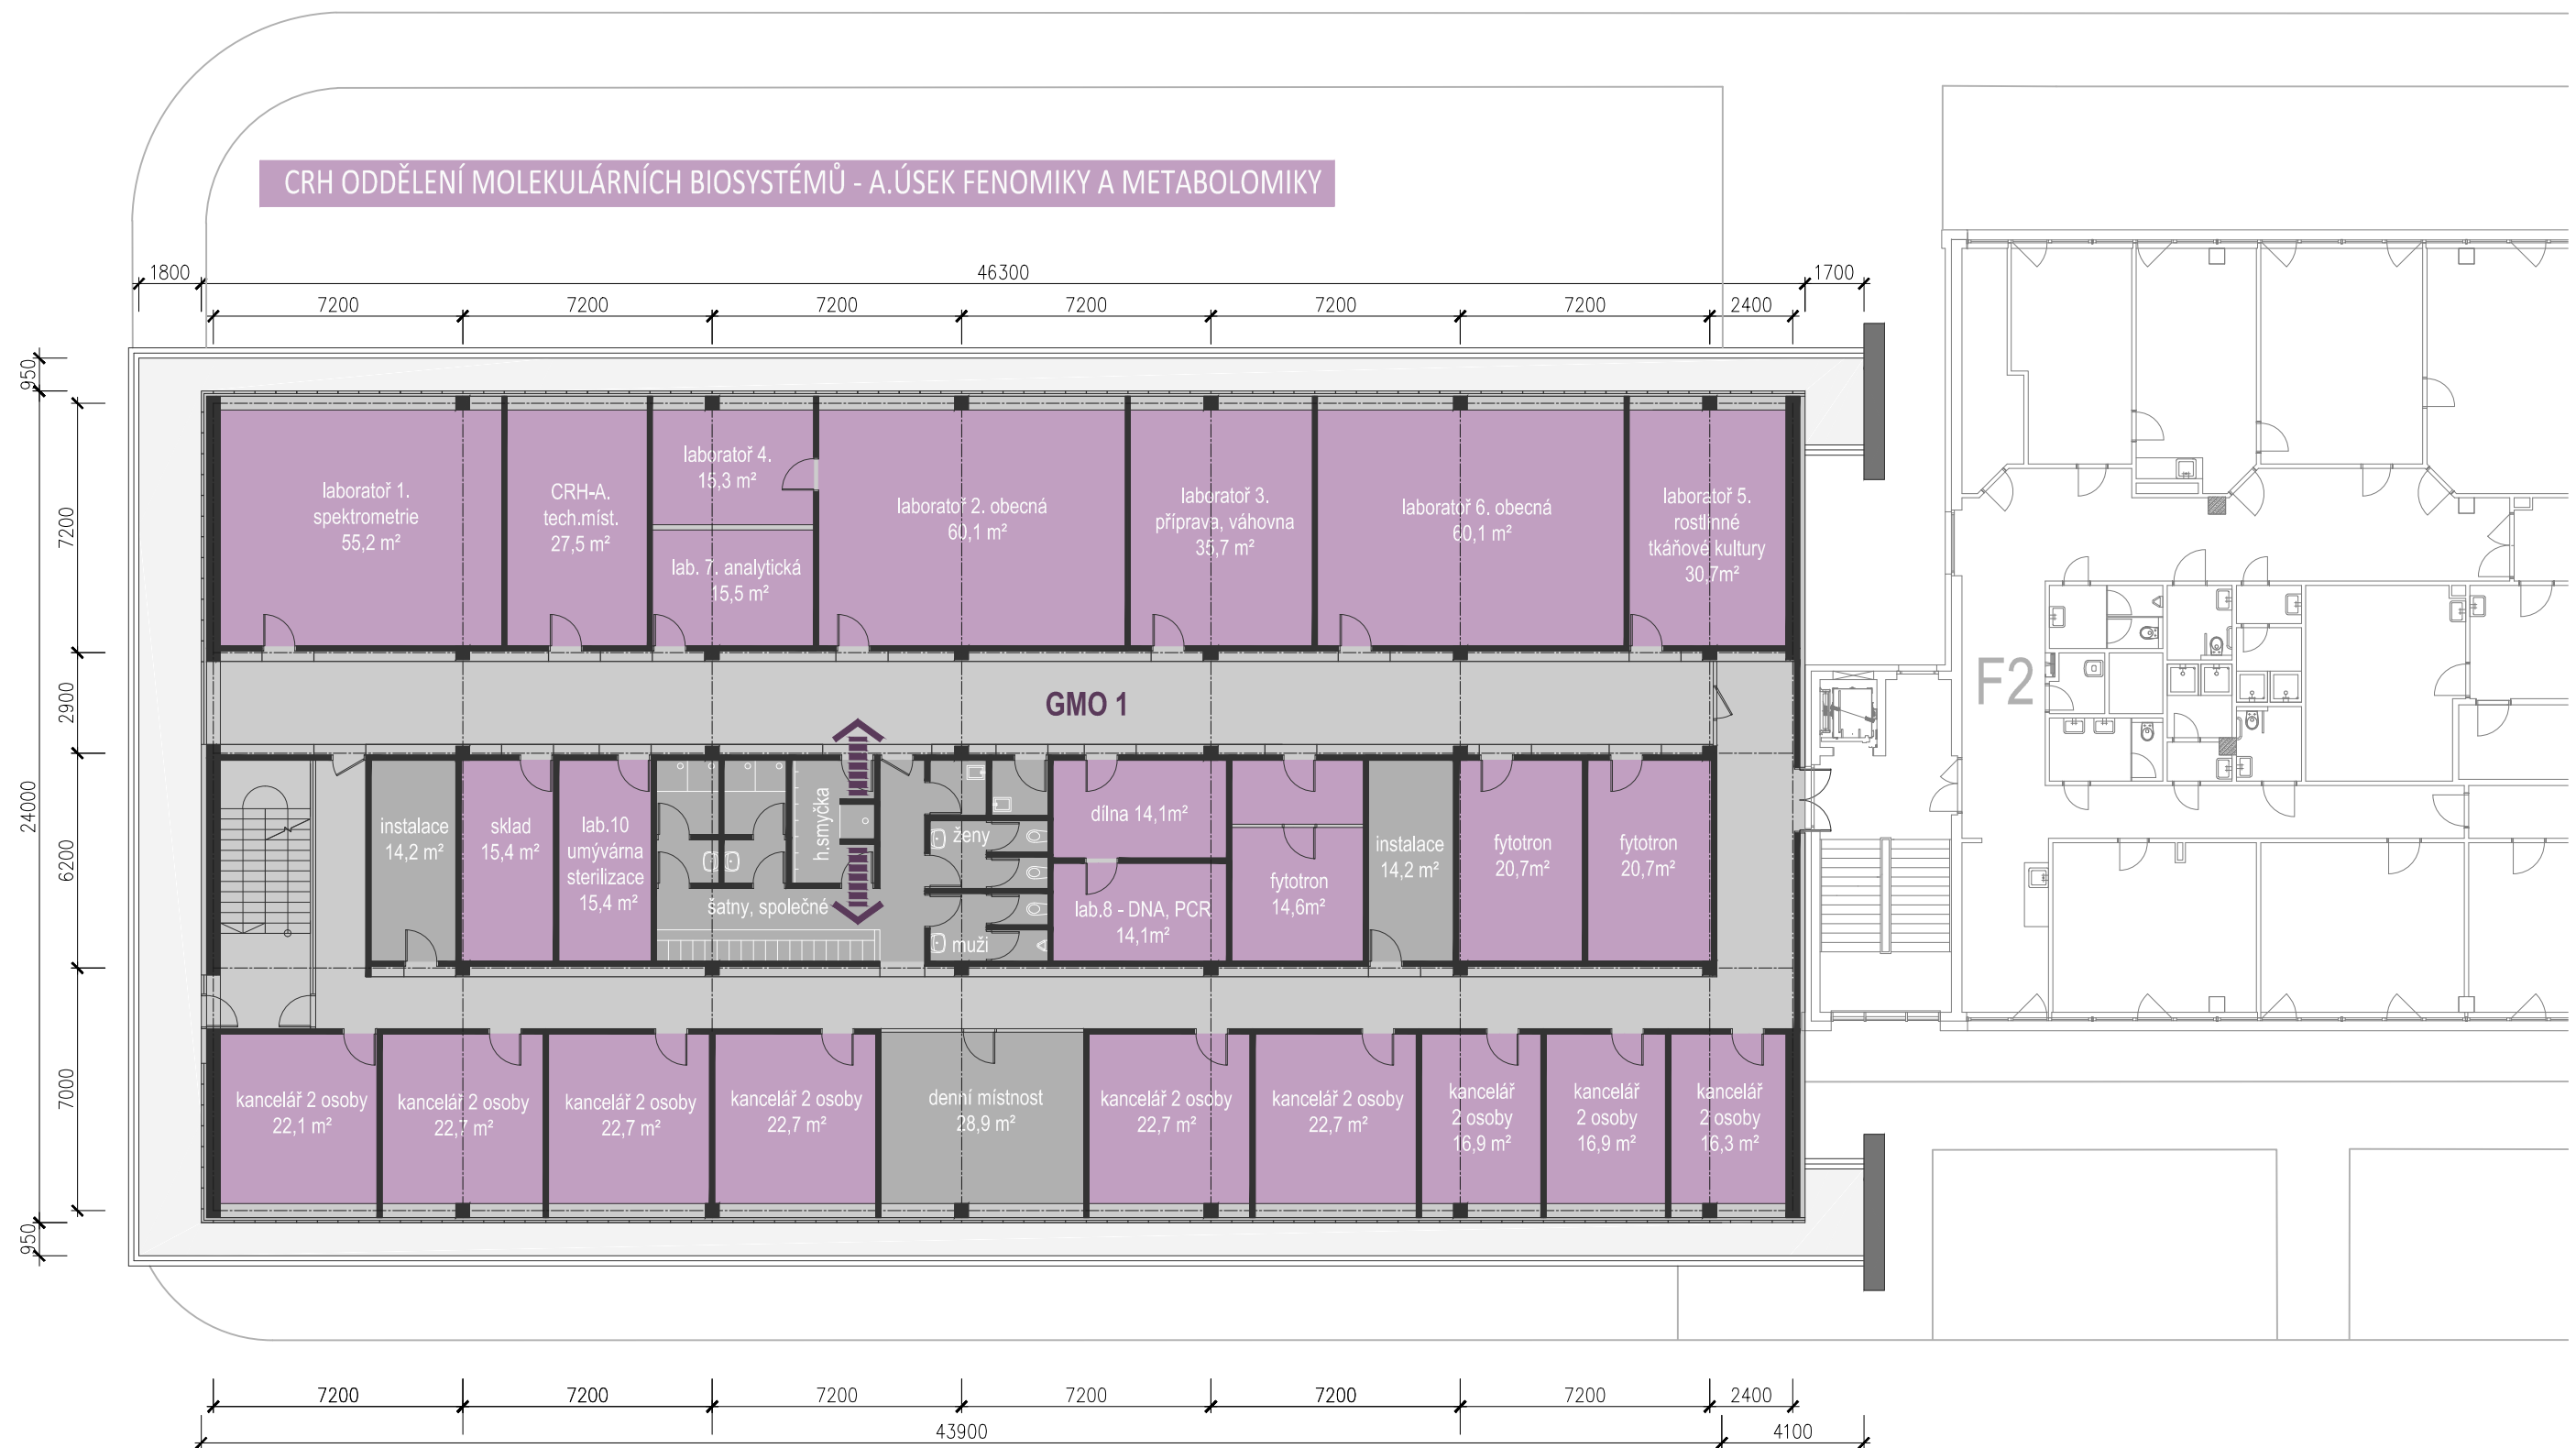 CRH ODDĚLENÍ MOLEKULÁRNÍCH BIOSYSTÉMŮ - A.ÚSEK FENOMIKY A METABOLOMIKY
1800
46300
1700
7200
7200
7200
7200
7200
7200
2400
950
7200
2900
24000
6200
7000
950
laboratoř 1.
spektrometrie
55,2 m²
CRH-A.
tech.míst.
27,5 m²
laboratoř 4.
15,3 m²
lab. 7. analytická
15,5 m²
laboratoř 2. obecná
60,1 m²
laboratoř 3.
příprava, váhovna
35,7 m²
laboratoř 6. obecná
60,1 m²
laboratoř 5.
rostlinné
tkáňové kultury
30,7m²
GMO 1
F2
instalace
14,2 m²
sklad
15,4 m²
lab.10
umývárna
sterilizace
15,4 m²
h.smyčka
šatny, společné
ženy
muži
dílna 14,1m²
lab.8 - DNA, PCR
14,1m²
fytotron
14,6m²
instalace
14,2 m²
fytotron
20,7m²
fytotron
20,7m²
kancelář 2 osoby
22,1 m²
kancelář 2 osoby
22,7 m²
kancelář 2 osoby
22,7 m²
kancelář 2 osoby
22,7 m²
denní místnost
28,9 m²
kancelář 2 osoby
22,7 m²
kancelář 2 osoby
22,7 m²
kancelář
2 osoby
16,9 m²
kancelář
2 osoby
16,9 m²
kancelář
2 osoby
16,3 m²
7200
7200
7200
7200
7200
7200
2400
43900
4100